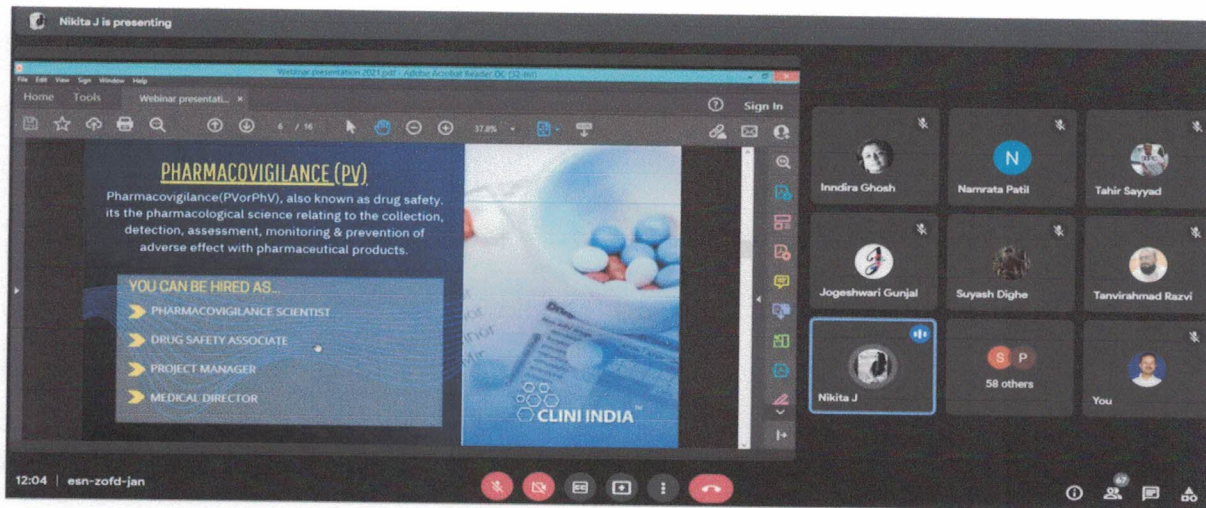 Nikita J is presenting
Webinar presentation 2021.pdf - Adobe Acrobat Reader DC (32-bit)
File Edit View Sign Window Help
Home Tools Webinar presentati... ×
Sign In
6 / 16
37.8%
PHARMACOVIGILANCE (PV)
Pharmacovigilance(PVorPhV), also known as drug safety,
its the pharmacological science relating to the collection,
detection, assessment, monitoring & prevention of
adverse effect with pharmaceutical products.
YOU CAN BE HIRED AS...
PHARMACOVIGILANCE SCIENTIST
DRUG SAFETY ASSOCIATE
PROJECT MANAGER
MEDICAL DIRECTOR
CLINI INDIA™
Inndira Ghosh
N
Namrata Patil
Tahir Sayyad
Jogeshwari Gunjal
Suyash Dighe
Tanvirahmad Razvi
Nikita J
S P
58 others
You
12:04 | esn-zofd-jan
CC
67